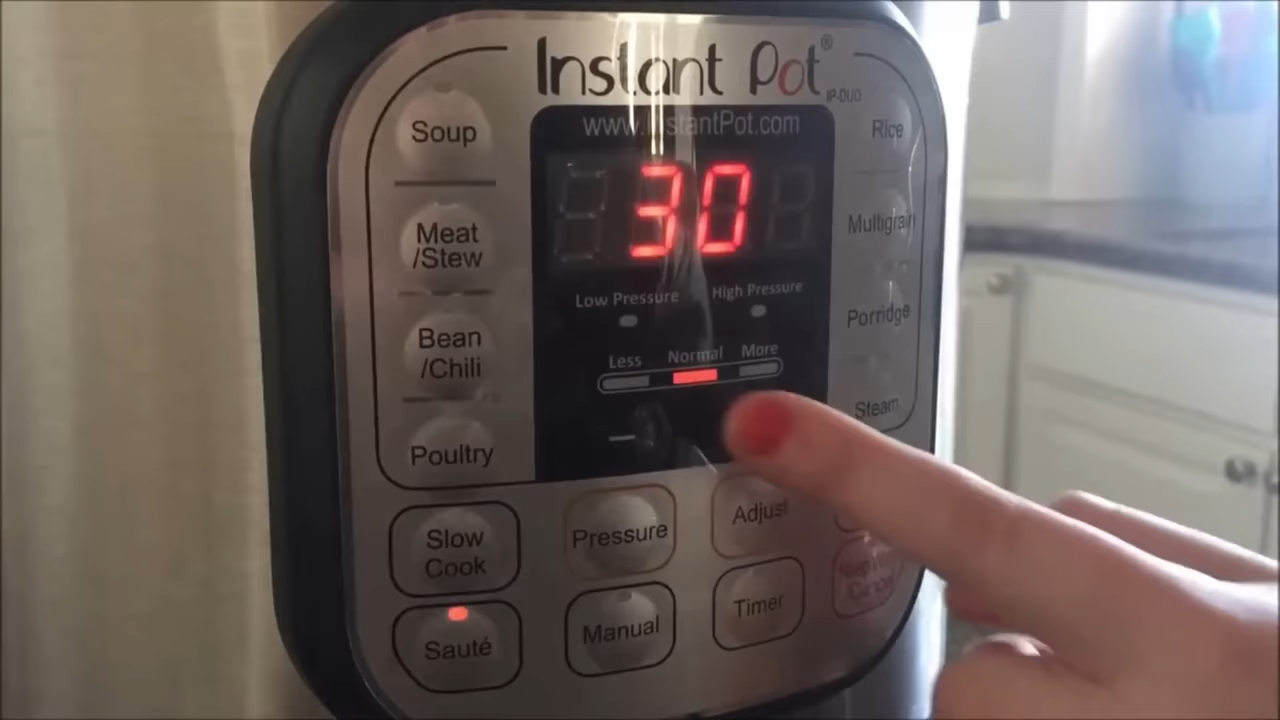 Instant Pot®
IP-DUO
www.InstantPot.com
30
Low Pressure High Pressure
Less Normal More
Soup
Meat
/Stew
Bean
/Chili
Poultry
Rice
Multigrain
Porridge
Steam
Slow
Cook
Pressure
Adjust
Sauté
Manual
Timer